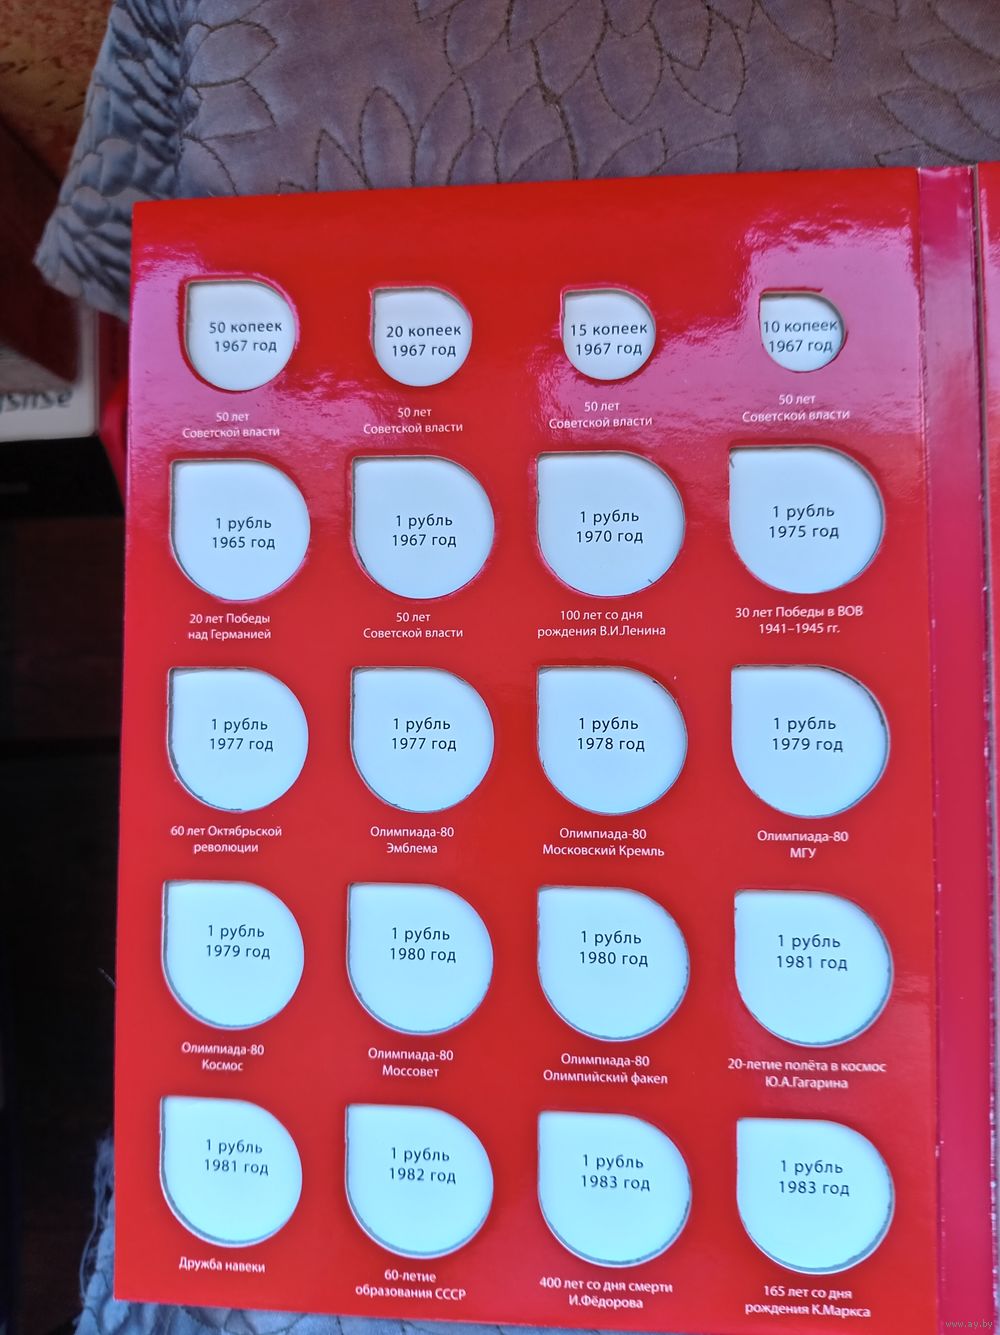 50 копеек
1967 год
20 копеек
1967 год
15 копеек
1967 год
10 копеек
1967 год
50 лет
Советской власти
50 лет
Советской власти
50 лет
Советской власти
50 лет
Советской власти
1 рубль
1965 год
1 рубль
1967 год
1 рубль
1970 год
1 рубль
1975 год
20 лет Победы
над Германией
50 лет
Советской власти
100 лет со дня
рождения В.И.Ленина
30 лет Победы в ВОВ
1941–1945 гг.
1 рубль
1977 год
1 рубль
1977 год
1 рубль
1978 год
1 рубль
1979 год
60 лет Октябрьской
революции
Олимпиада-80
Эмблема
Олимпиада-80
Московский Кремль
Олимпиада-80
МГУ
1 рубль
1979 год
1 рубль
1980 год
1 рубль
1980 год
1 рубль
1981 год
Олимпиада-80
Космос
Олимпиада-80
Моссовет
Олимпиада-80
Олимпийский факел
20-летие полёта в космос
Ю.А.Гагарина
1 рубль
1981 год
1 рубль
1982 год
1 рубль
1983 год
1 рубль
1983 год
Дружба навеки
60-летие
образования СССР
400 лет со дня смерти
И.Фёдорова
165 лет со дня
рождения К.Маркса
www.ay.by